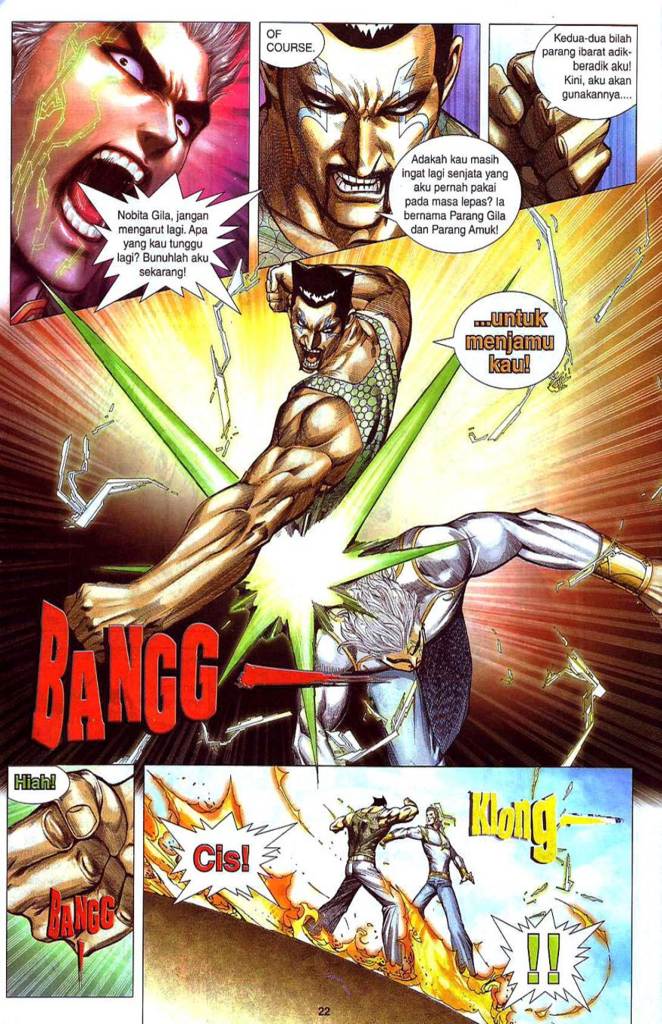 Nobita Gila, jangan
mengarut lagi. Apa
yang kau tunggu
lagi? Bunuhlah aku
sekarang!
OF
COURSE.
Adakah kau masih
ingat lagi senjata yang
aku pernah pakai
pada masa lepas? Ia
bernama Parang Gila
dan Parang Amuk!
Kedua-dua bilah
parang ibarat adik-
beradik aku!
Kini, aku akan
gunakannya....
...untuk
menjamu
kau!
BANGG
Hiah!
BANGG
Cis!
Klong
!!
22